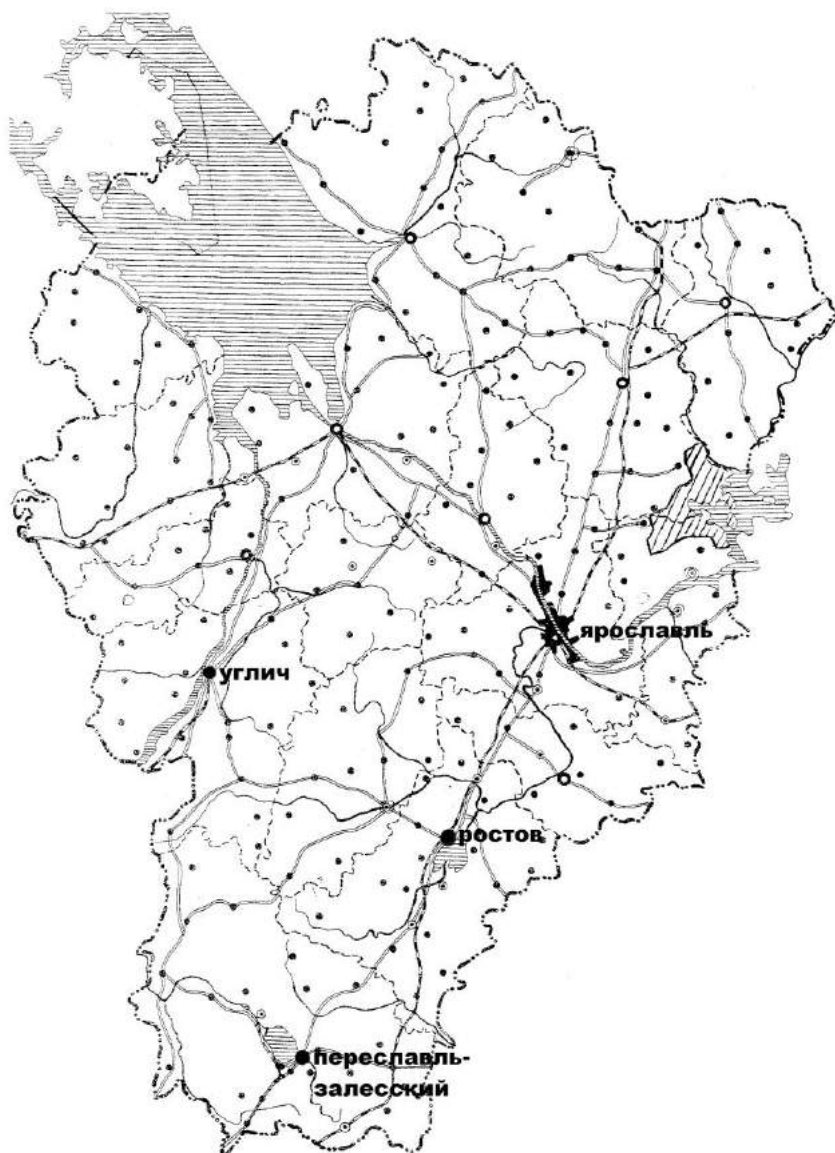 ярославль
углич
ростов
переславль-
залесский